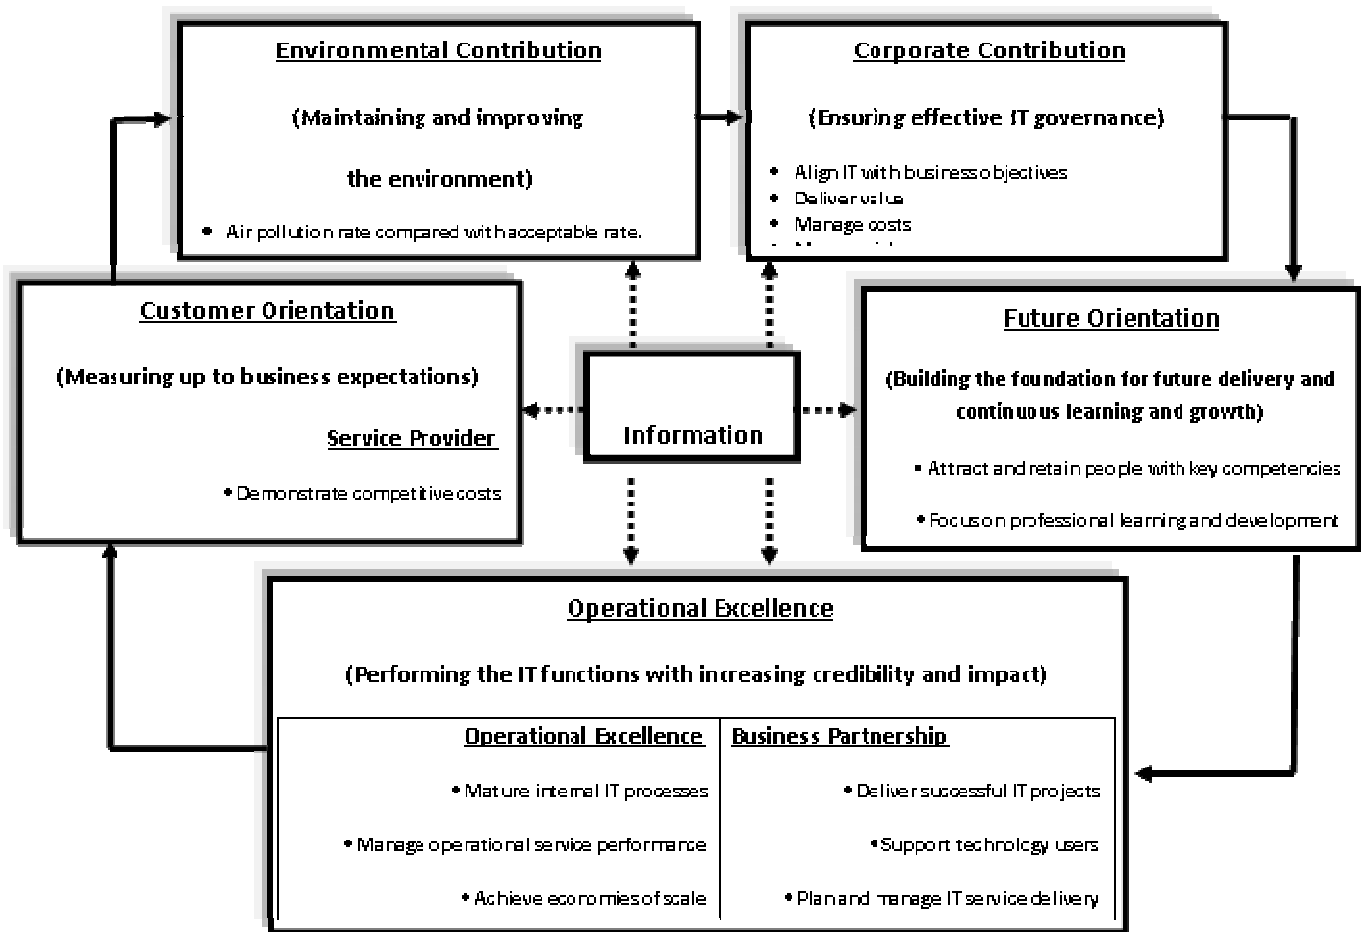 Environmental Contribution
(Maintaining and improving
the environment)
• Air pollution rate compared with acceptable rate.
Corporate Contribution
(Ensuring effective IT governance)
• Align IT with business objectives
• Deliver value
• Manage costs
Customer Orientation
(Measuring up to business expectations)
Service Provider
• Demonstrate competitive costs
Information
Future Orientation
(Building the foundation for future delivery and
continuous learning and growth)
• Attract and retain people with key competencies
• Focus on professional learning and development
Operational Excellence
(Performing the IT functions with increasing credibility and impact)
Operational Excellence
• Mature internal IT processes
• Manage operational service performance
• Achieve economies of scale
Business Partnership
• Deliver successful IT projects
• Support technology users
• Plan and manage IT service delivery